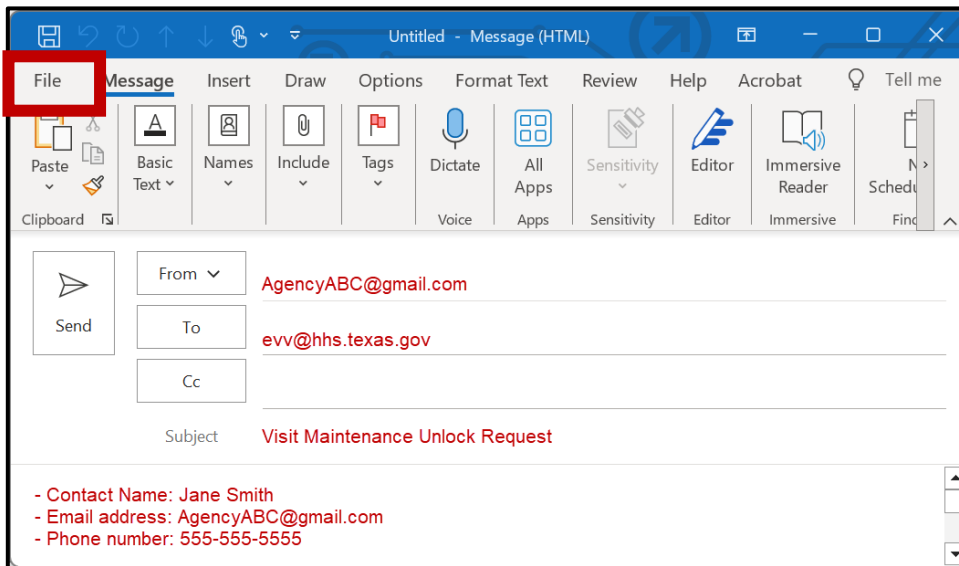 Untitled - Message (HTML)
File Message Insert Draw Options Format Text Review Help Acrobat Tell me
Paste
Basic Text
Names
Include
Tags
Dictate
All Apps
Sensitivity
Editor
Immersive Reader
Clipboard Voice Apps Sensitivity Editor Immersive
Send
From AgencyABC@gmail.com
To evv@hhs.texas.gov
Cc
Subject Visit Maintenance Unlock Request
- Contact Name: Jane Smith
- Email address: AgencyABC@gmail.com
- Phone number: 555-555-5555